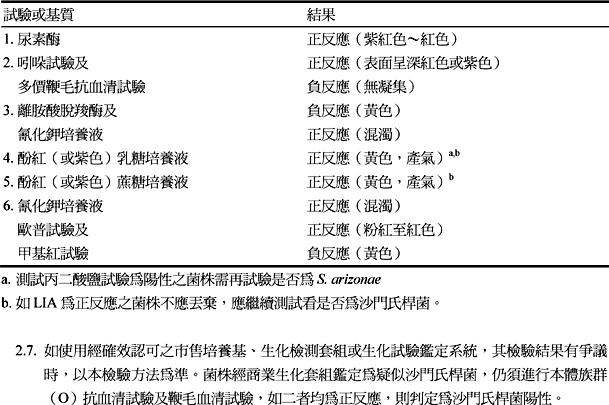 試驗或基質 結果
1. 尿素酶 正反應（紫紅色～紅色）
2. 吲哚試驗及 正反應（表面呈深紅色或紫色）
多價鞭毛抗血清試驗 負反應（無凝集）
3. 離胺酸脫羧酶及 負反應（黃色）
氰化鉀培養液 正反應（混濁）
4. 酚紅（或紫色）乳糖培養液 正反應（黃色，產氣）a,b
5. 酚紅（或紫色）蔗糖培養液 正反應（黃色，產氣）b
6. 氰化鉀培養液 正反應（混濁）
歐普試驗及 正反應（粉紅至紅色）
甲基紅試驗 負反應（黃色）
a. 測試丙二酸鹽試驗爲陽性之菌株需再試驗是否爲 S. arizonae
b. 如 LIA 爲正反應之菌株不應丟棄，應繼續測試看是否爲沙門氏桿菌。
2.7. 如使用經確效認可之市售培養基、生化檢測套組或生化試驗鑑定系統，其檢驗結果有爭議
時，以本檢驗方法爲準。菌株經商業生化套組鑑定爲疑似沙門氏桿菌，仍須進行本體族群
（O）抗血清試驗及鞭毛血清試驗，如二者均爲正反應，則判定爲沙門氏桿菌陽性。